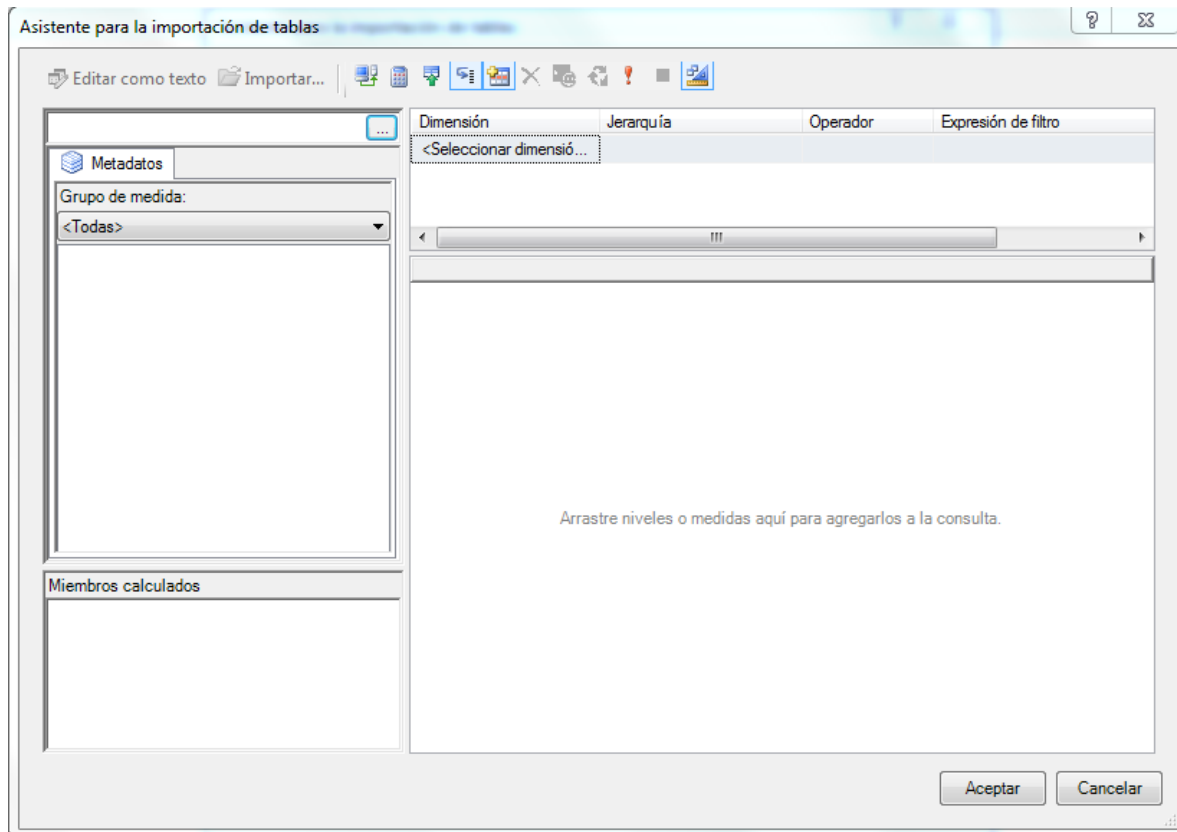 Asistente para la importación de tablas
Editar como texto Importar...
...
Dimensión Jerarquía Operador Expresión de filtro
<Seleccionar dimensió...
Metadatos
Grupo de medida:
<Todas>
Arrastre niveles o medidas aquí para agregarlos a la consulta.
Miembros calculados
Aceptar Cancelar